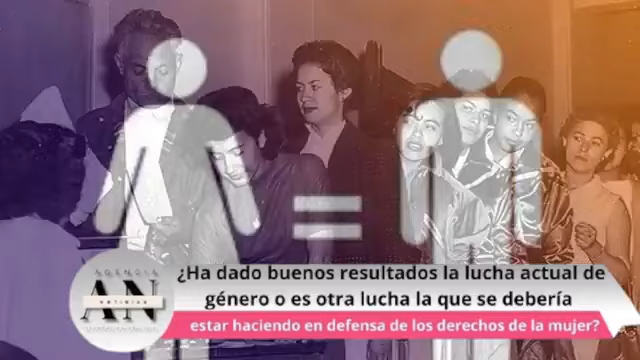 ¿Ha dado buenos resultados la lucha actual de
género o es otra lucha la que se debería
estar haciendo en defensa de los derechos de la mujer?
AGENCIA
AN
NOTICIAS
=